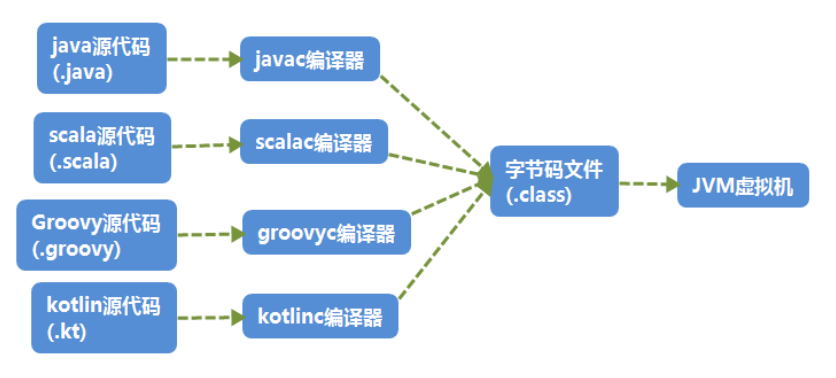 java源代码
(.java)
javac编译器
scala源代码
(.scala)
scalac编译器
字节码文件
(.class)
JVM虚拟机
Groovy源代码
(.groovy)
groovyc编译器
kotlin源代码
(.kt)
kotlinc编译器